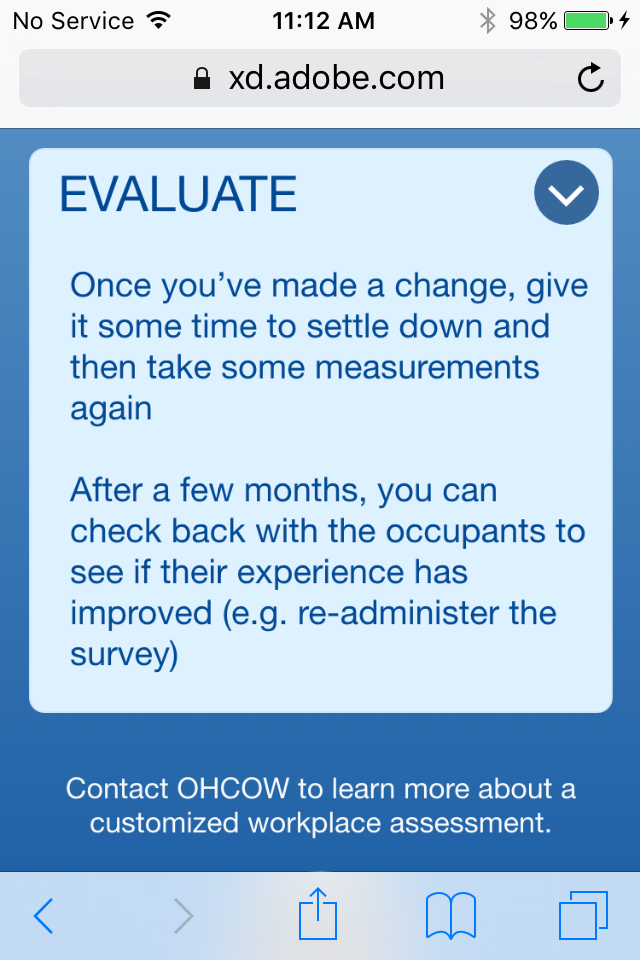 No Service 11:12 AM 98%
xd.adobe.com
EVALUATE
Once you’ve made a change, give
it some time to settle down and
then take some measurements
again
After a few months, you can
check back with the occupants to
see if their experience has
improved (e.g. re-administer the
survey)
Contact OHCOW to learn more about a
customized workplace assessment.